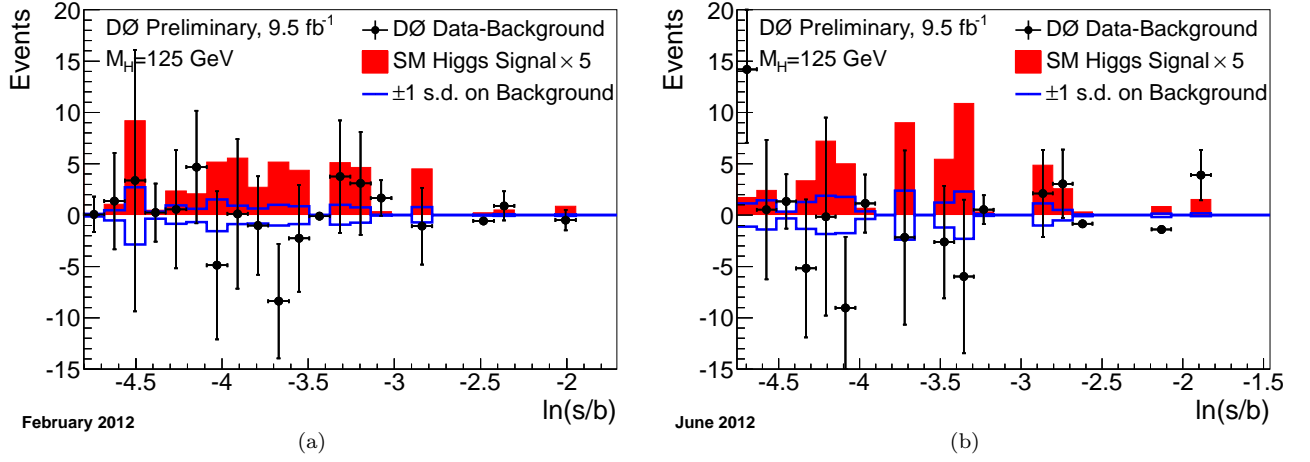 Events
DØ Preliminary, 9.5 fb⁻¹
M_H=125 GeV
DØ Data-Background
SM Higgs Signal × 5
±1 s.d. on Background
20
15
10
5
0
-5
-10
-15
-4.5 -4 -3.5 -3 -2.5 -2
ln(s/b)
February 2012
(a)
Events
DØ Preliminary, 9.5 fb⁻¹
M_H=125 GeV
DØ Data-Background
SM Higgs Signal × 5
±1 s.d. on Background
20
15
10
5
0
-5
-10
-15
-4.5 -4 -3.5 -3 -2.5 -2 -1.5
ln(s/b)
June 2012
(b)